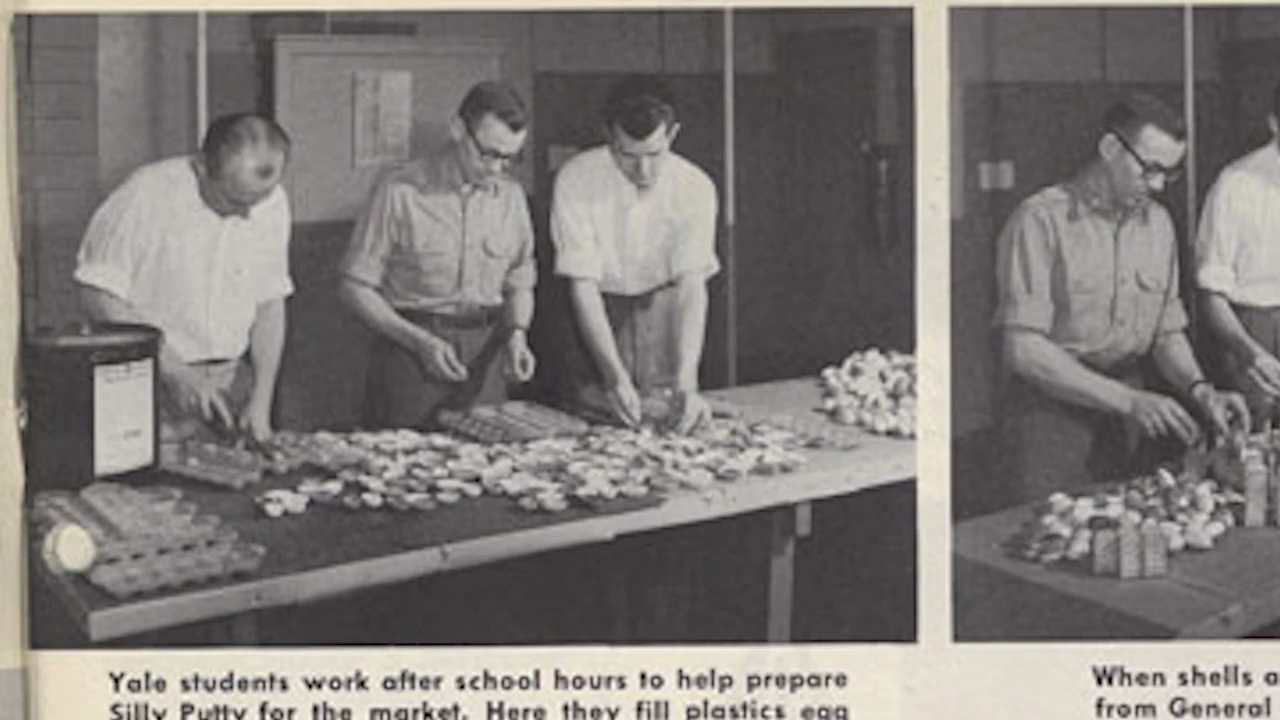 Yale students work after school hours to help prepare
Silly Putty for the market. Here they fill plastics egg
When shells a
from General